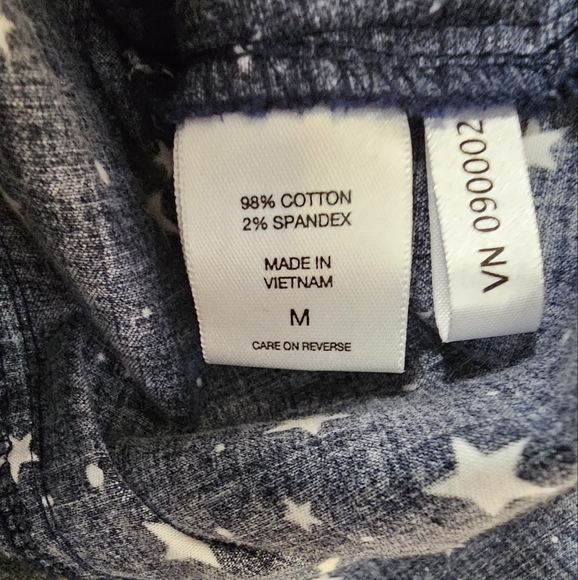 98% COTTON
2% SPANDEX
MADE IN
VIETNAM
M
CARE ON REVERSE
VN 090002